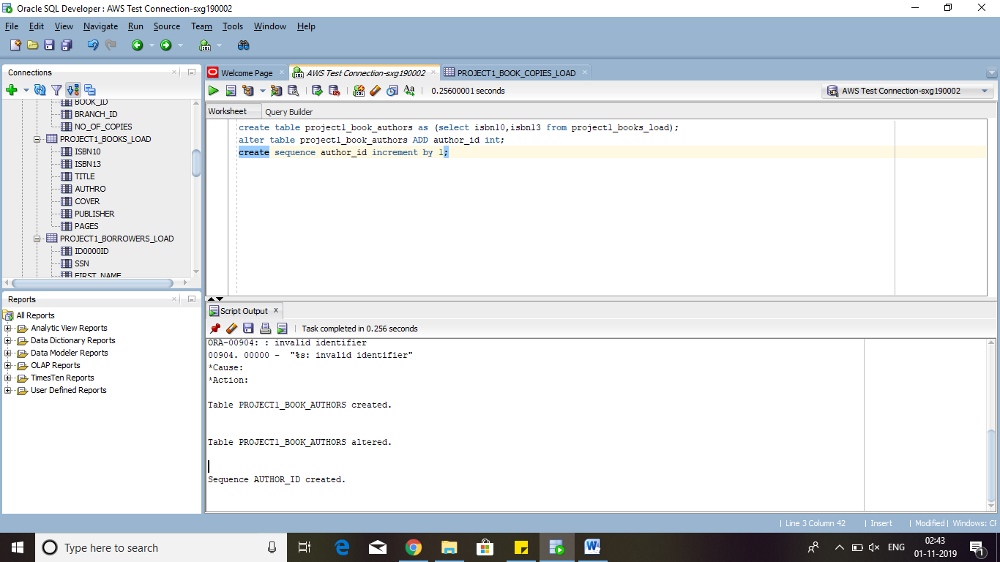 Oracle SQL Developer : AWS Test Connection-sxg190002
File Edit View Navigate Run Source Team Tools Window Help
Connections
BOOK_ID
BRANCH_ID
NO_OF_COPIES
PROJECT1_BOOKS_LOAD
ISBN10
ISBN13
TITLE
AUTHRO
COVER
PUBLISHER
PAGES
PROJECT1_BORROWERS_LOAD
ID0000ID
SSN
FIRST_NAME
Reports
All Reports
Analytic View Reports
Data Dictionary Reports
Data Modeler Reports
OLAP Reports
TimesTen Reports
User Defined Reports
Welcome Page
AWS Test Connection-sxg190002
PROJECT1_BOOK_COPIES_LOAD
0.25600001 seconds
AWS Test Connection-sxg190002
Worksheet
Query Builder
create table project1_book_authors as (select isbn10,isbn13 from project1_books_load);
alter table project1_book_authors ADD author_id int;
create sequence author_id increment by 1;
Script Output
Task completed in 0.256 seconds
ORA-00904: : invalid identifier
00904. 00000 - "%s: invalid identifier"
*Cause:
*Action:
Table PROJECT1_BOOK_AUTHORS created.
Table PROJECT1_BOOK_AUTHORS altered.
Sequence AUTHOR_ID created.
Line 3 Column 42 | Insert | Modified | Windows: CF
Type here to search
ENG
02:43
01-11-2019
1